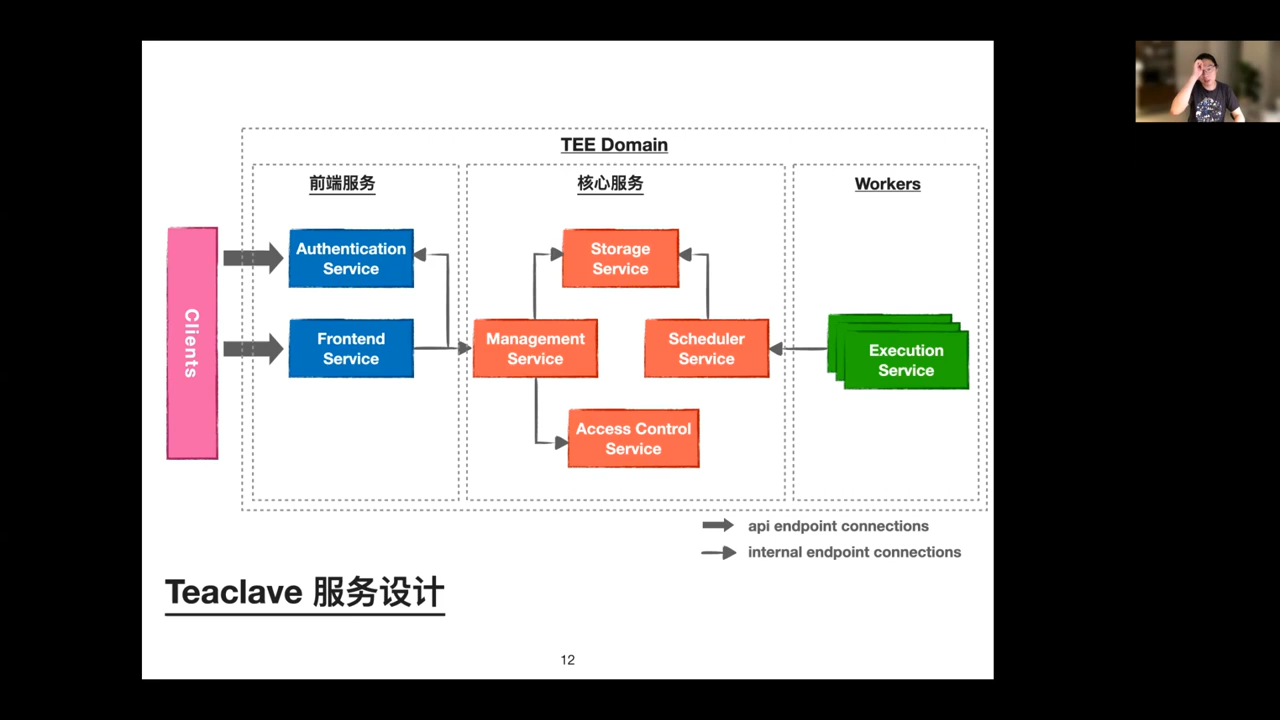 TEE Domain
前端服务
核心服务
Workers
Clients
Authentication
Service
Frontend
Service
Storage
Service
Management
Service
Scheduler
Service
Access Control
Service
Execution
Service
api endpoint connections
internal endpoint connections
Teaclave 服务设计
12